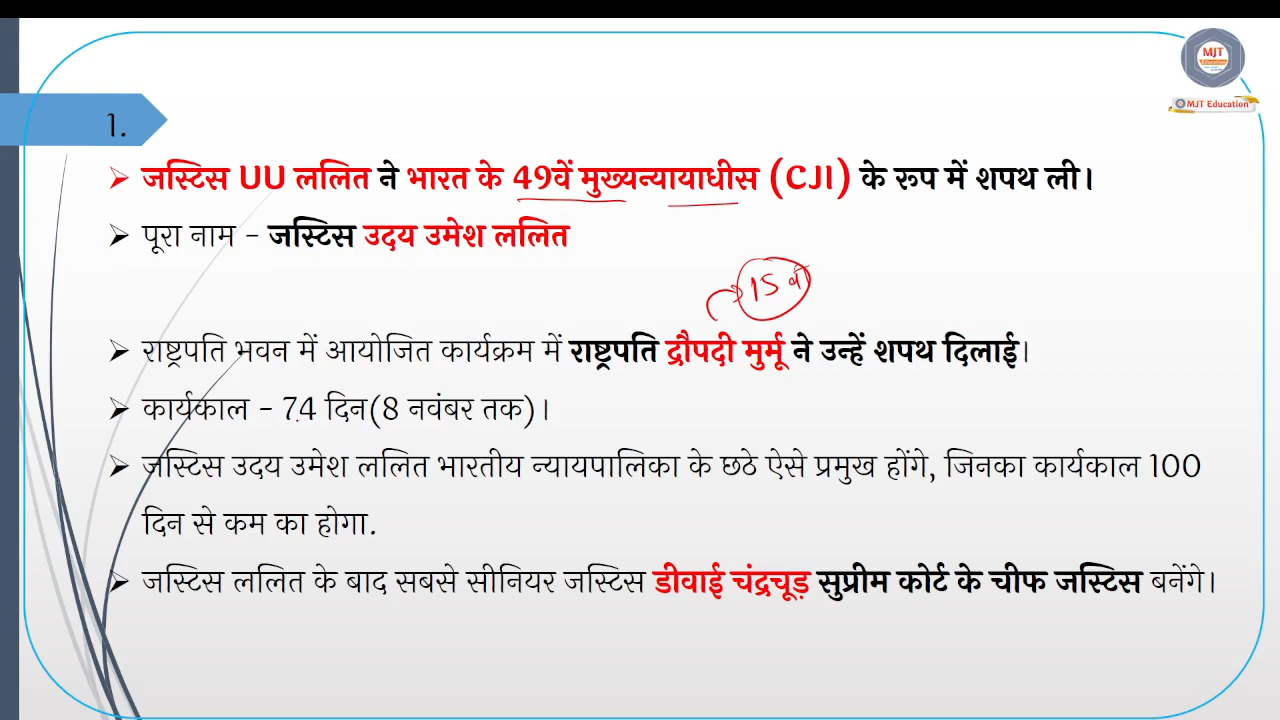 MJT
Education
MJT Education
1.
जस्टिस UU ललित ने भारत के 49वें मुख्यन्यायाधीस (CJI) के रूप में शपथ ली।
पूरा नाम - जस्टिस उदय उमेश ललित
15 वीं
राष्ट्रपति भवन में आयोजित कार्यक्रम में राष्ट्रपति द्रौपदी मुर्मू ने उन्हें शपथ दिलाई।
कार्यकाल - 74 दिन(8 नवंबर तक)।
जस्टिस उदय उमेश ललित भारतीय न्यायपालिका के छठे ऐसे प्रमुख होंगे, जिनका कार्यकाल 100
दिन से कम का होगा.
जस्टिस ललित के बाद सबसे सीनियर जस्टिस डीवाई चंद्रचूड़ सुप्रीम कोर्ट के चीफ जस्टिस बनेंगे।